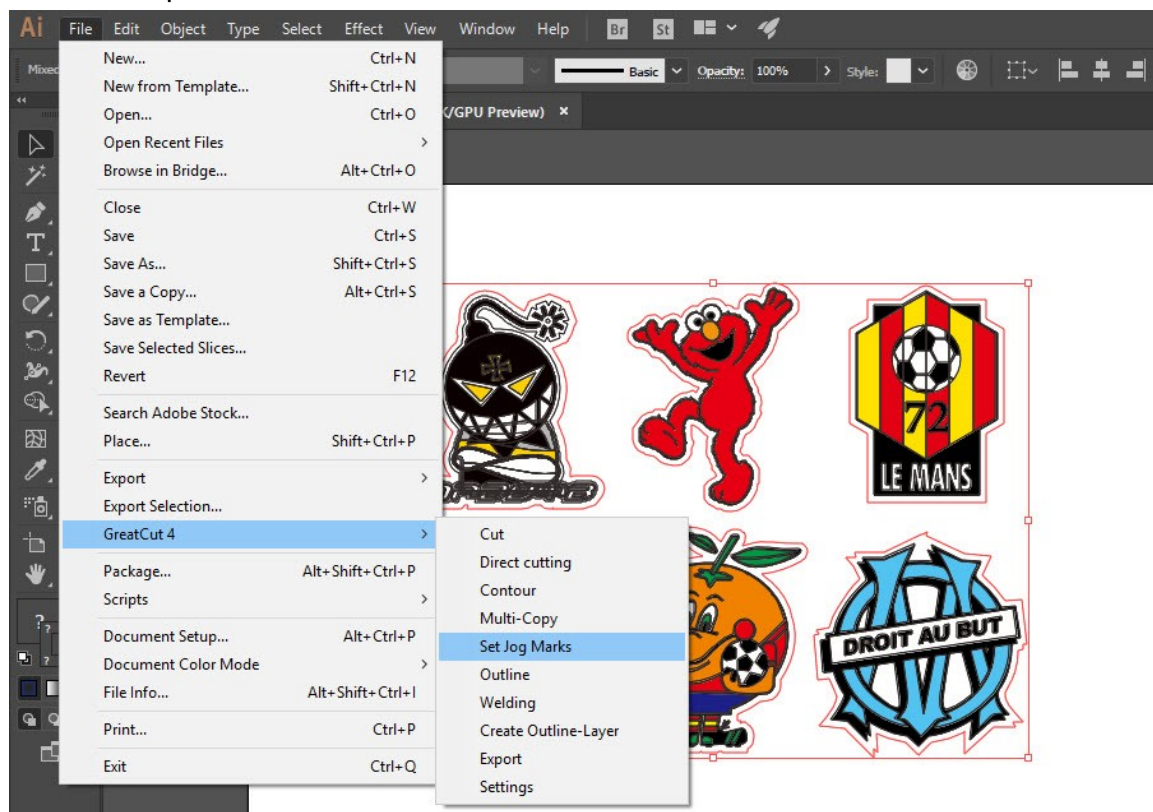 Ai File Edit Object Type Select Effect View Window Help Br St
Basic Opacity: 100% Style:
GPU Preview) ×
New... Ctrl+N
New from Template... Shift+Ctrl+N
Open... Ctrl+O
Open Recent Files
Browse in Bridge... Alt+Ctrl+O
Close Ctrl+W
Save Ctrl+S
Save As... Shift+Ctrl+S
Save a Copy... Alt+Ctrl+S
Save as Template...
Save Selected Slices...
Revert F12
Search Adobe Stock...
Place... Shift+Ctrl+P
Export
Export Selection...
GreatCut 4
Package... Alt+Shift+Ctrl+P
Scripts
Document Setup... Alt+Ctrl+P
Document Color Mode
File Info... Alt+Shift+Ctrl+I
Print... Ctrl+P
Exit Ctrl+Q
Cut
Direct cutting
Contour
Multi-Copy
Set Jog Marks
Outline
Welding
Create Outline-Layer
Export
Settings
72
LE MANS
DROIT AU BUT